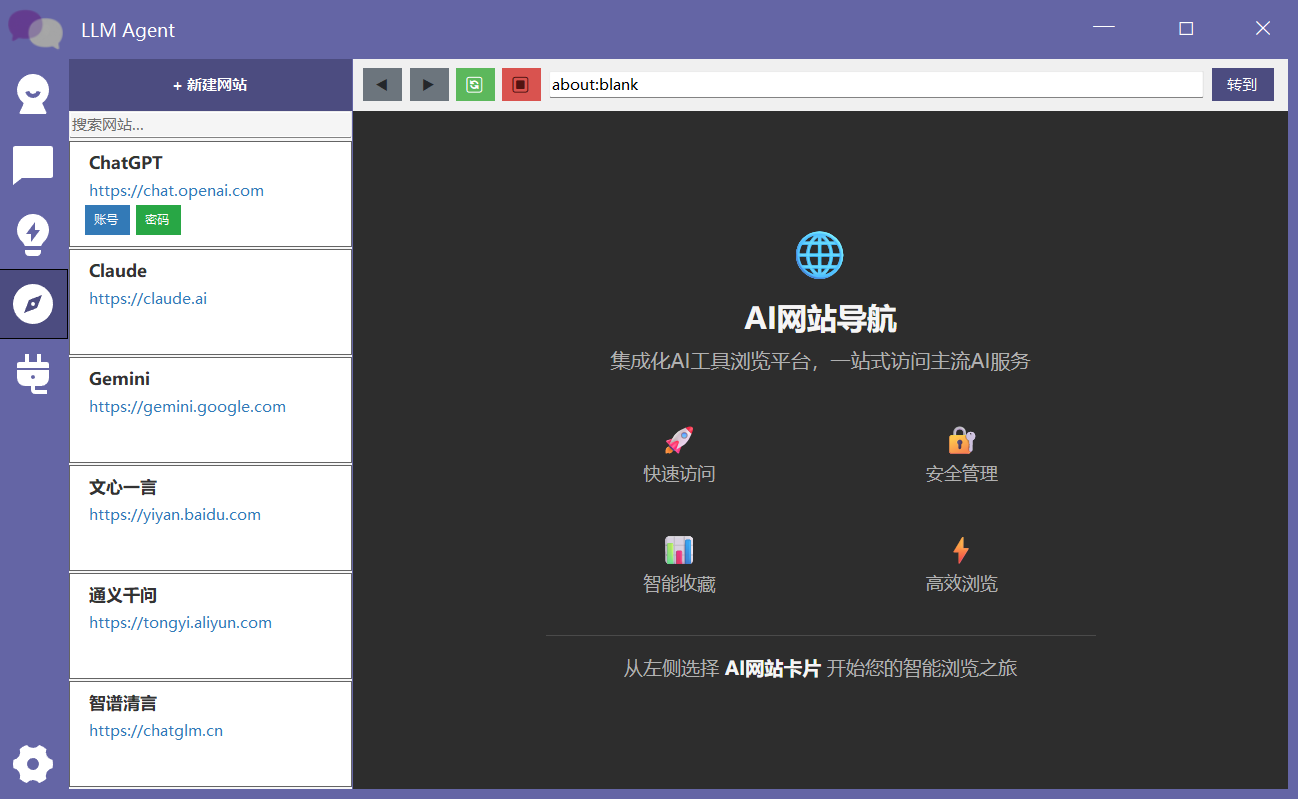 LLM Agent
+ 新建网站
about:blank
转到
搜索网站...
ChatGPT
https://chat.openai.com
账号 密码
Claude
https://claude.ai
Gemini
https://gemini.google.com
文心一言
https://yiyan.baidu.com
通义千问
https://tongyi.aliyun.com
智谱清言
https://chatglm.cn
AI网站导航
集成化AI工具浏览平台，一站式访问主流AI服务
快速访问
安全管理
智能收藏
高效浏览
从左侧选择 AI网站卡片 开始您的智能浏览之旅